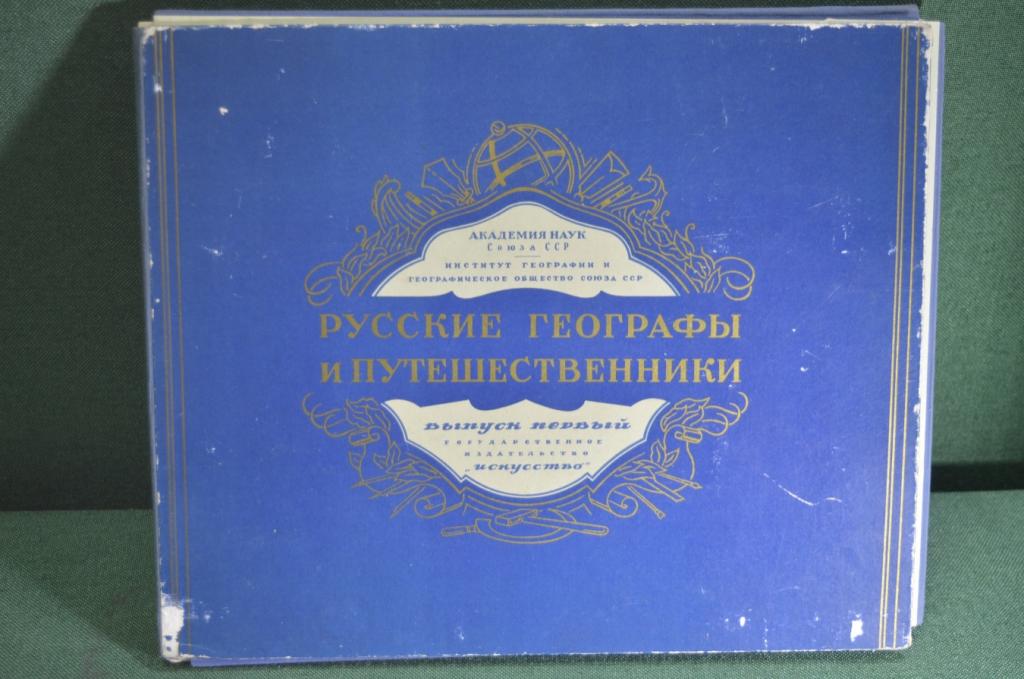 АКАДЕМИЯ НАУК
СОЮЗА ССР
ИНСТИТУТ ГЕОГРАФИИ И
ГЕОГРАФИЧЕСКОЕ ОБЩЕСТВО СОЮЗА ССР
РУССКИЕ ГЕОГРАФЫ
И ПУТЕШЕСТВЕННИКИ
ВЫПУСК ПЕРВЫЙ
ГОСУДАРСТВЕННОЕ
ИЗДАТЕЛЬСТВО
„ИСКУССТВО"